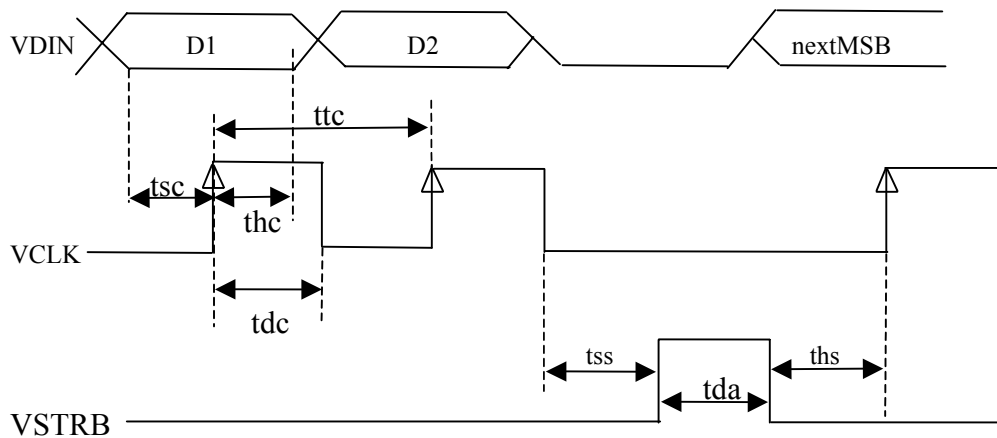 VDIN
D1
D2
nextMSB
ttc
tsc
thc
VCLK
tdc
tss
ths
tda
VSTRB